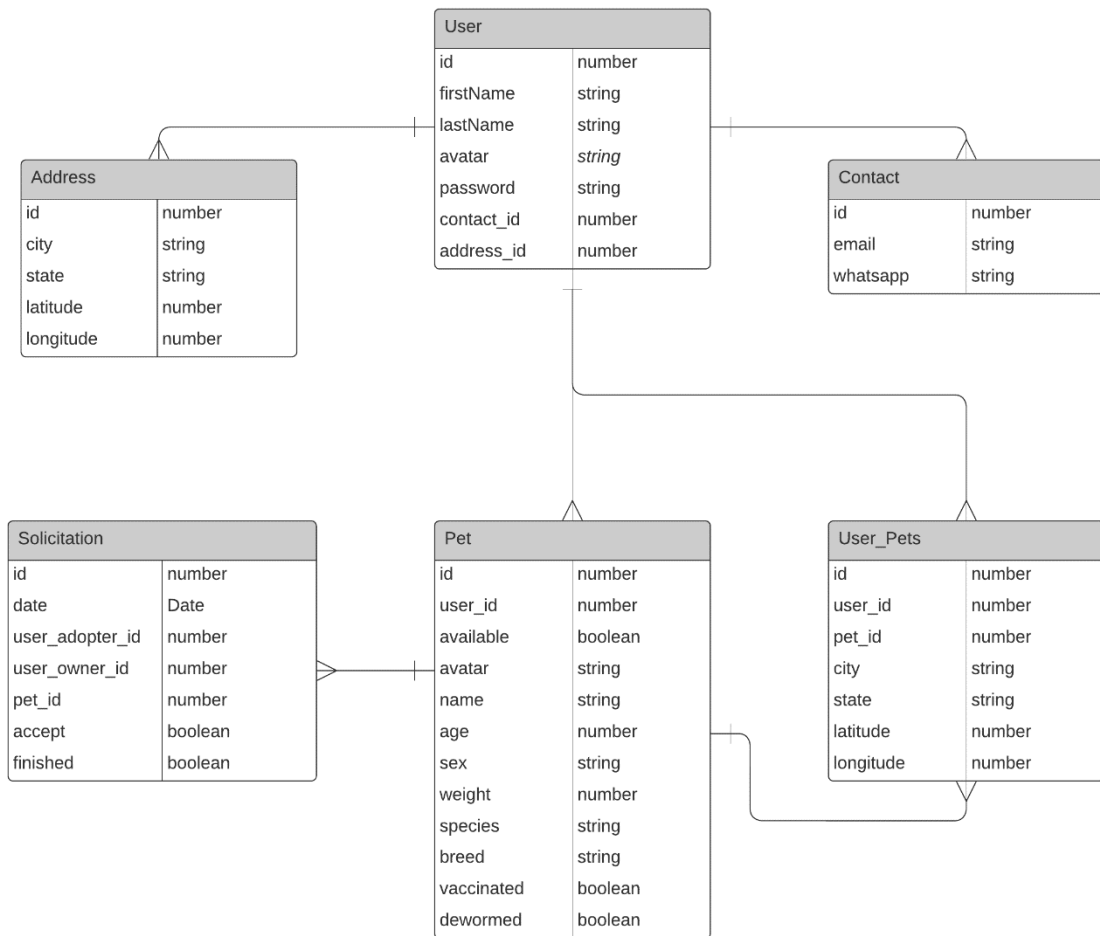 User
id number
firstName string
lastName string
avatar string
password string
contact_id number
address_id number
Address
id number
city string
state string
latitude number
longitude number
Contact
id number
email string
whatsapp string
Solicitation
id number
date Date
user_adopter_id number
user_owner_id number
pet_id number
accept boolean
finished boolean
Pet
id number
user_id number
available boolean
avatar string
name string
age number
sex string
weight number
species string
breed string
vaccinated boolean
dewormed boolean
User_Pets
id number
user_id number
pet_id number
city string
state string
latitude number
longitude number